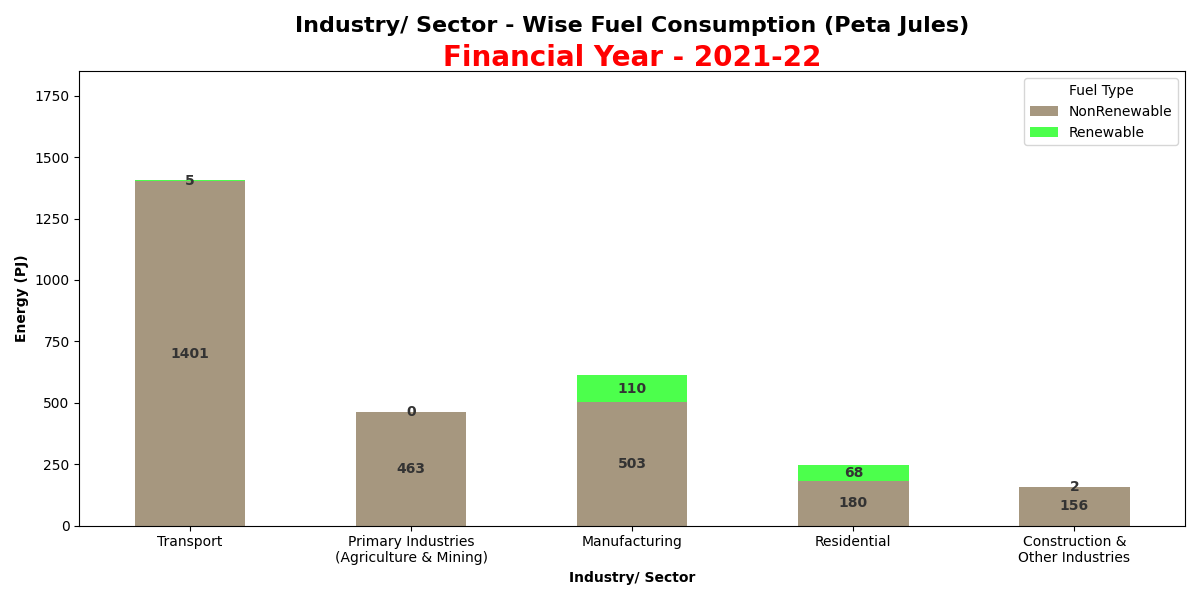 Industry/ Sector - Wise Fuel Consumption (Peta Jules)
Financial Year - 2021-22
Energy (PJ)
1750
1500
1250
1000
750
500
250
0
Fuel Type
NonRenewable
Renewable
5
1401
0
463
110
503
68
180
2
156
Transport
Primary Industries
(Agriculture & Mining)
Manufacturing
Residential
Construction &
Other Industries
Industry/ Sector